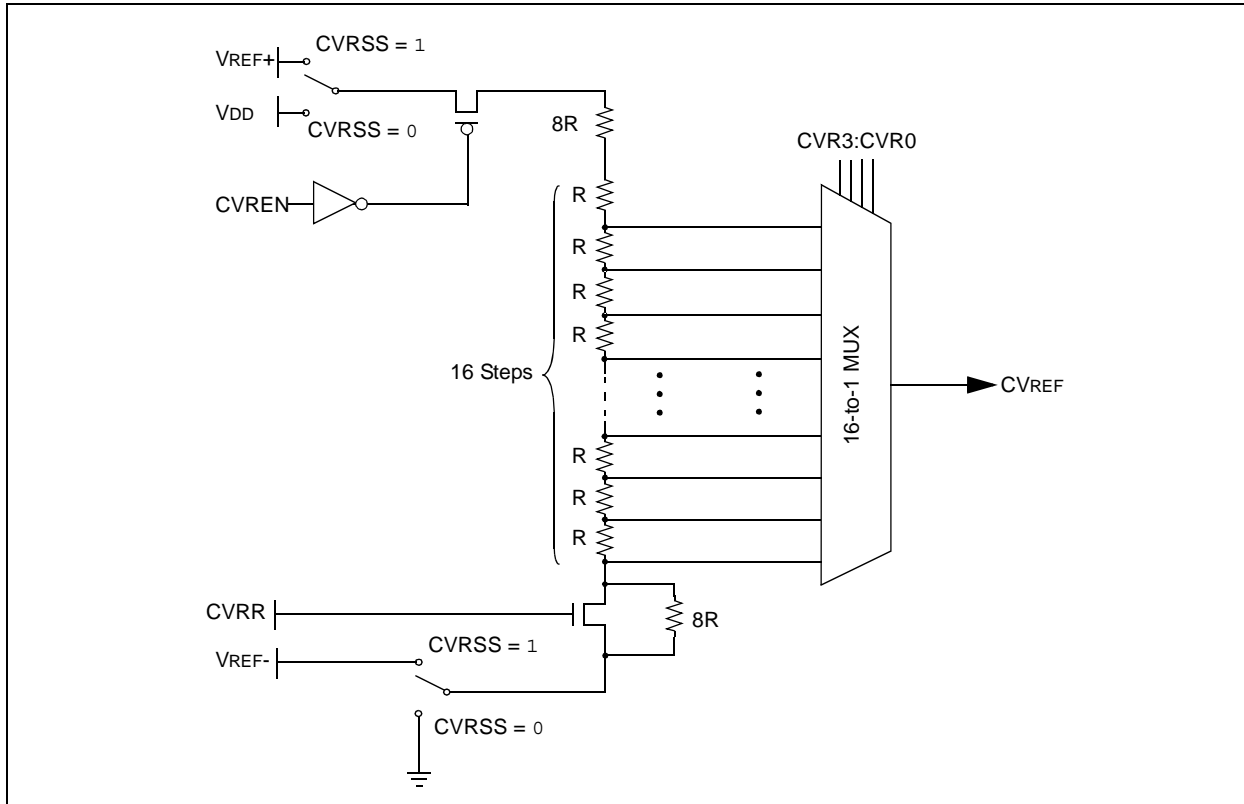 CVRSS = 1
VREF+
VDD
CVRSS = 0
8R
CVR3:CVR0
CVREN
R
R
R
R
16 Steps
16-to-1 MUX
CVREF
R
R
R
CVRR
8R
CVRSS = 1
VREF-
CVRSS = 0